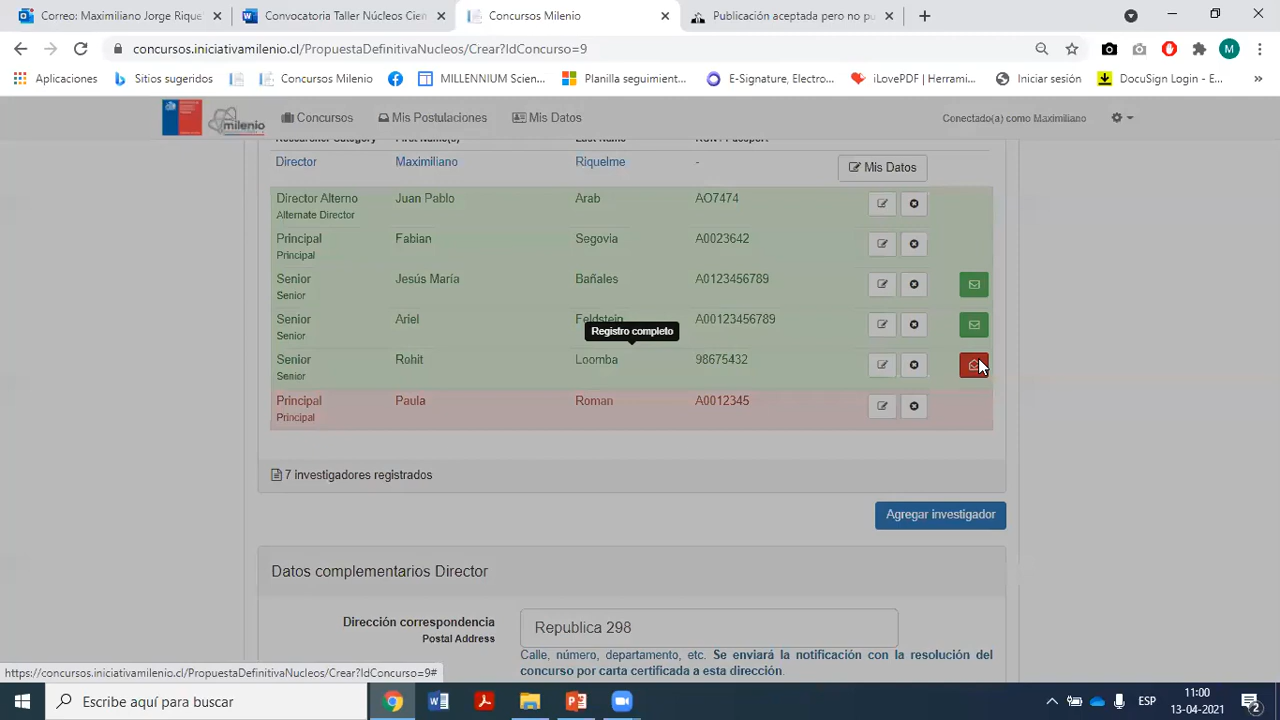 Correo: Maximiliano Jorge Rique
Convocatoria Taller Núcleos Cien
Concursos Milenio
Publicación aceptada pero no pu
concursos.iniciativamilenio.cl/PropuestaDefinitivaNucleos/Crear?IdConcurso=9
M
Aplicaciones
Sitios sugeridos
Concursos Milenio
MILLENNIUM Scien...
Planilla seguimient...
E-Signature, Electro...
iLovePDF | Herrami...
Iniciar sesión
DocuSign Login - E...
»
milenio
Concursos
Mis Postulaciones
Mis Datos
Conectado(a) como Maximiliano
Director Maximiliano Riquelme -
Mis Datos
Director Alterno Juan Pablo Arab AO7474
Alternate Director
Principal Fabian Segovia A0023642
Principal
Senior Jesús María Bañales A0123456789
Senior
Senior Ariel Feldstein A00123456789
Senior
Registro completo
Senior Rohit Loomba 98675432
Senior
Principal Paula Roman A0012345
Principal
7 investigadores registrados
Agregar investigador
Datos complementarios Director
Dirección correspondencia
Postal Address
Republica 298
Calle, número, departamento, etc. Se enviará la notificación con la resolución del
concurso por carta certificada a esta dirección.
https://concursos.iniciativamilenio.cl/PropuestaDefinitivaNucleos/Crear?IdConcurso=9#
Escribe aquí para buscar
ESP
11:00
13-04-2021
2